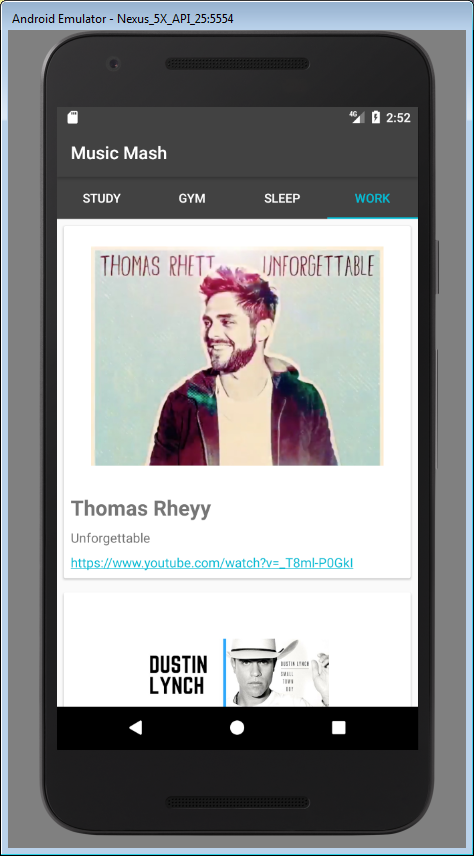 Android Emulator - Nexus_5X_API_25:5554
4G 2:52
Music Mash
STUDY GYM SLEEP WORK
THOMAS RHETT UNFORGETTABLE
Thomas Rheyy
Unforgettable
https://www.youtube.com/watch?v=_T8ml-P0GkI
DUSTIN
LYNCH
DUSTIN LYNCH
SMALL
TOWN
BOY